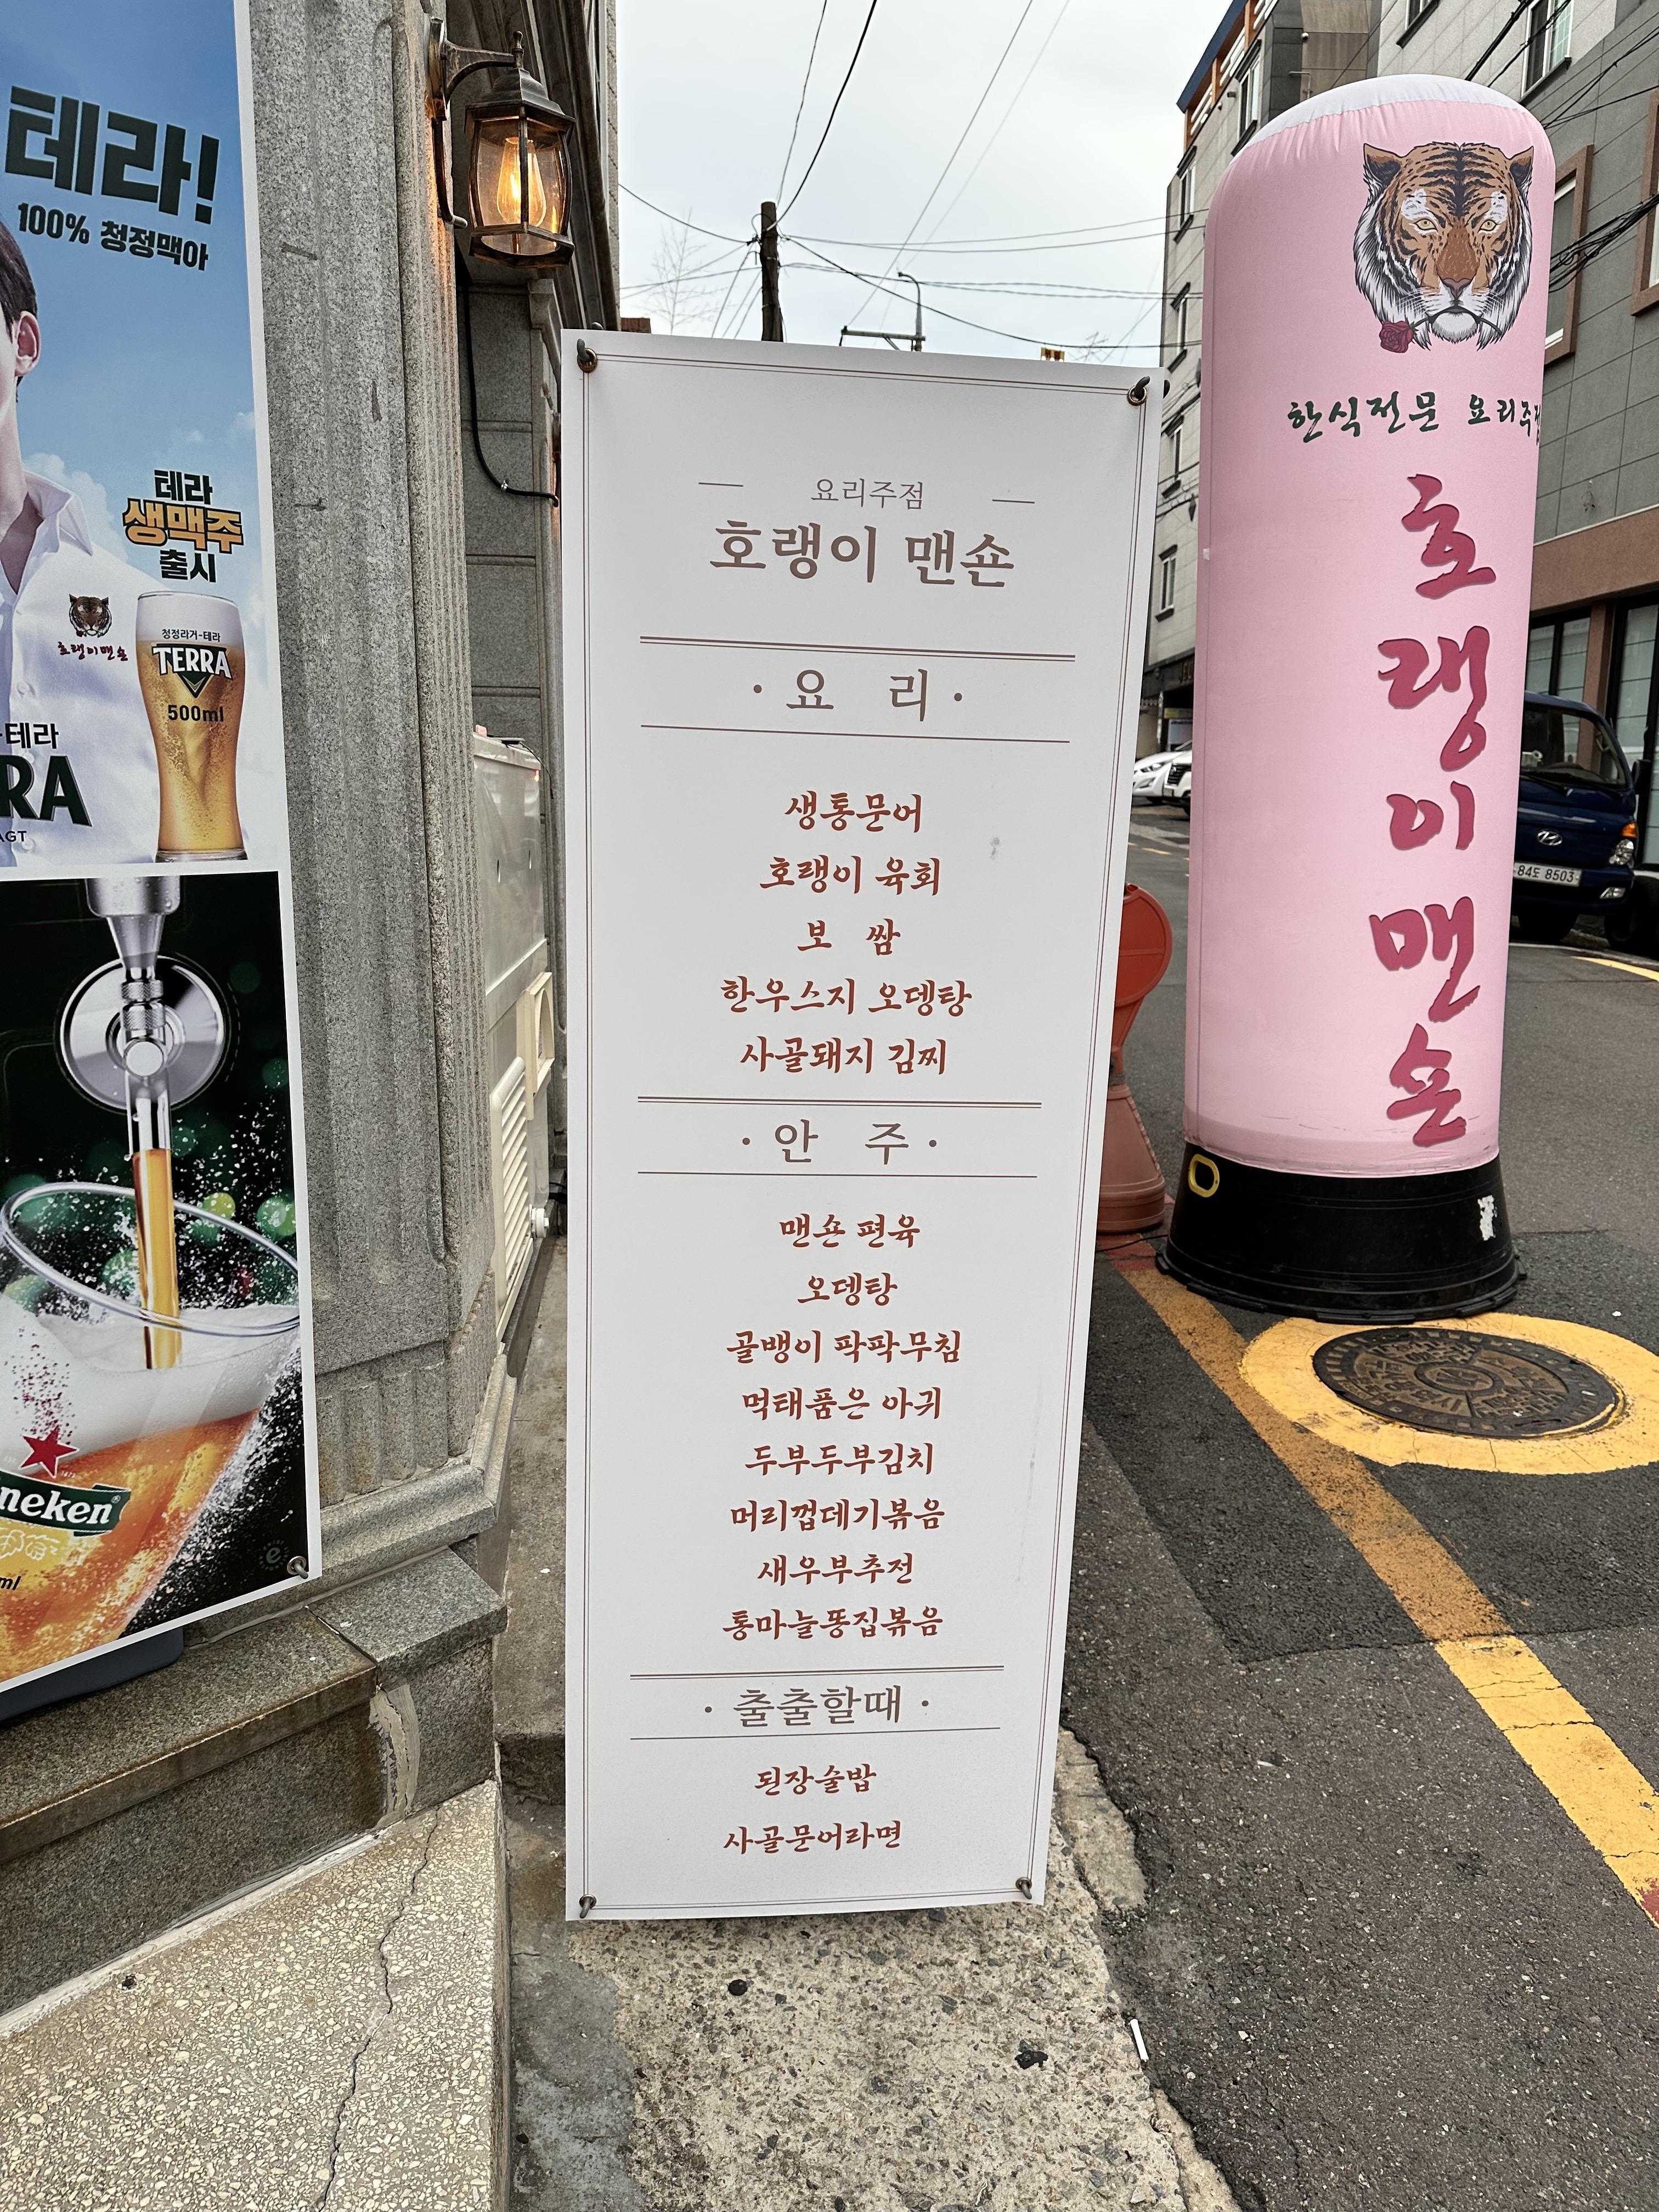 테라!
100% 청정맥아
테라
생맥주
출시
호랭이맨숀
청정라거-테라
TERRA
500ml
테라
요리주점
호랭이 맨숀
· 요 리 ·
생통문어
호랭이 육회
보 쌈
한우스지 오뎅탕
사골돼지 김찌
· 안 주 ·
맨숀 편육
오뎅탕
골뱅이 팍팍무침
먹태품은 아귀
두부두부김치
머리껍데기볶음
새우부추전
통마늘똥집볶음
· 출출할때 ·
된장술밥
사골문어라면
한식전문 요리주점
호랭이맨숀
84도 8503